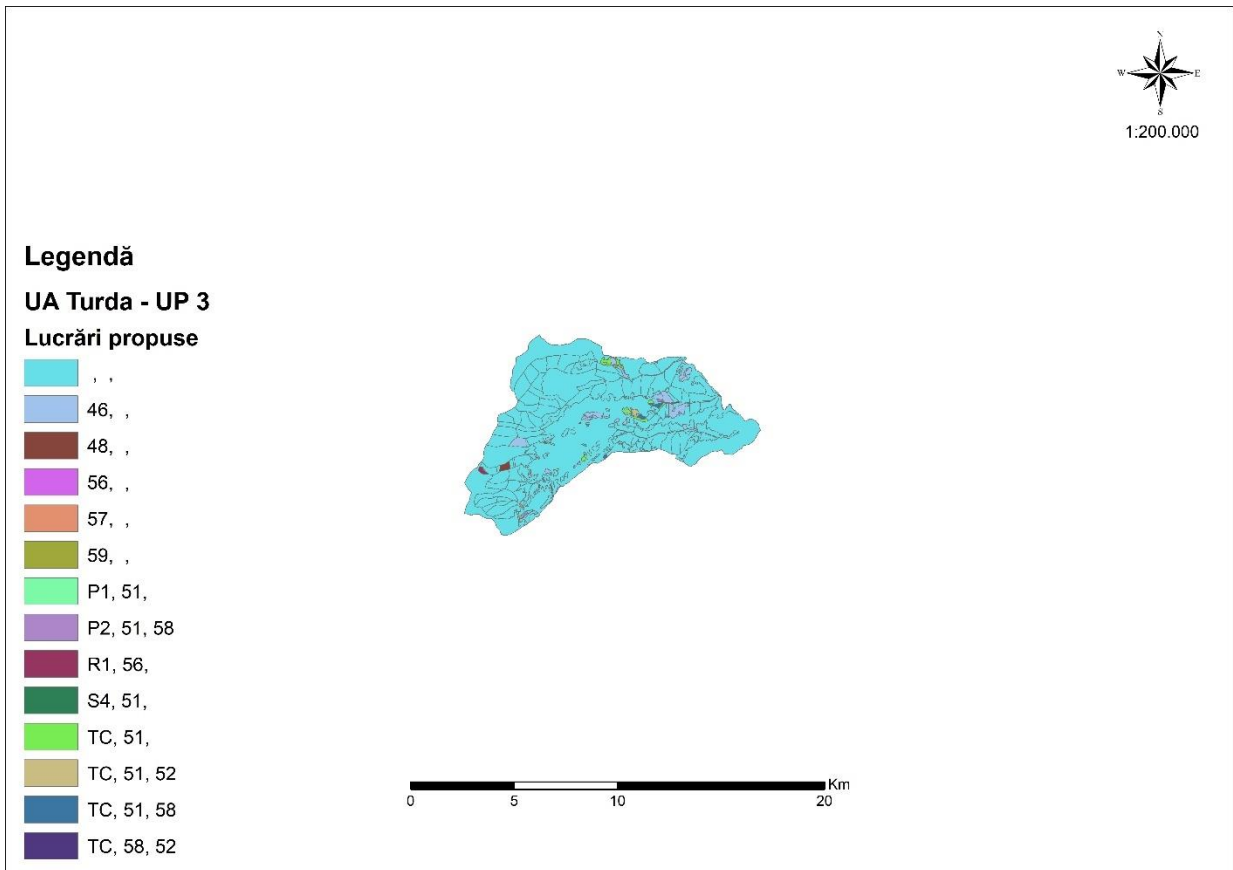 N
W E
S
1:200.000
Legendă
UA Turda - UP 3
Lucrări propuse
, ,
46, ,
48, ,
56, ,
57, ,
59, ,
P1, 51,
P2, 51, 58
R1, 56,
S4, 51,
TC, 51,
TC, 51, 52
TC, 51, 58
TC, 58, 52
Km
0 5 10 20